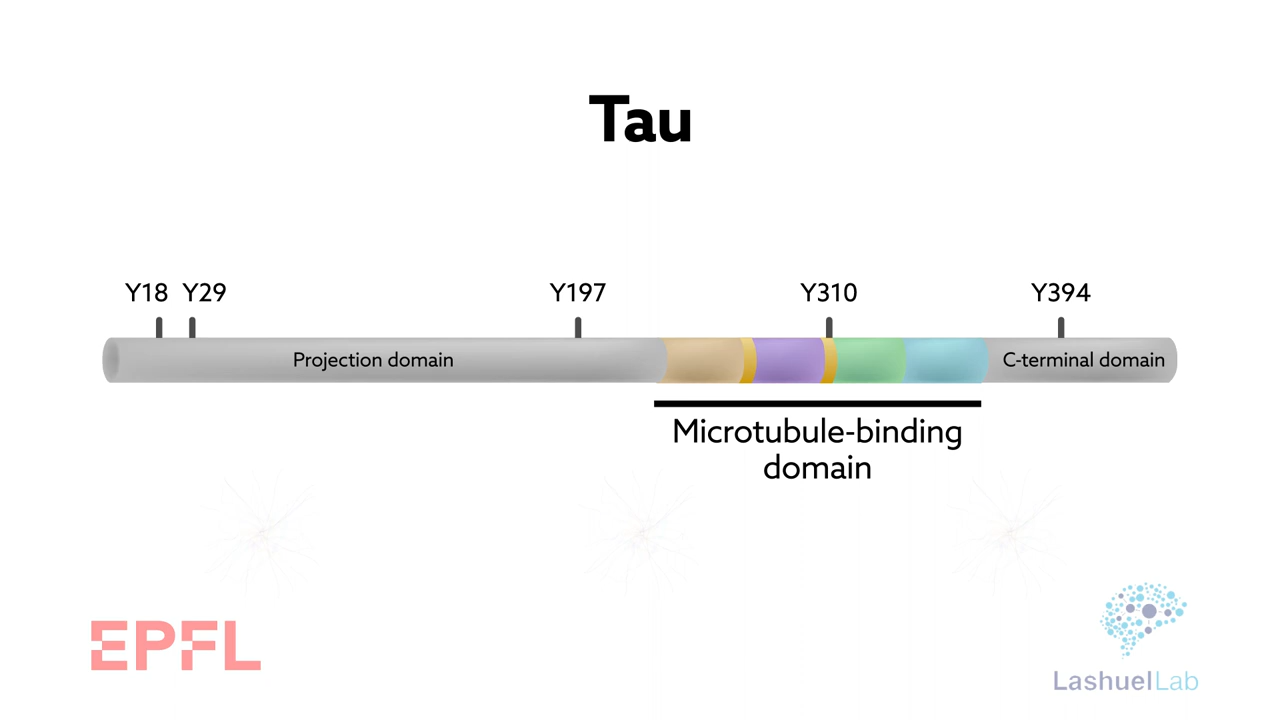 Tau
Y18 Y29 Y197 Y310 Y394
Projection domain C-terminal domain
Microtubule-binding
domain
EPFL
LashuelLab